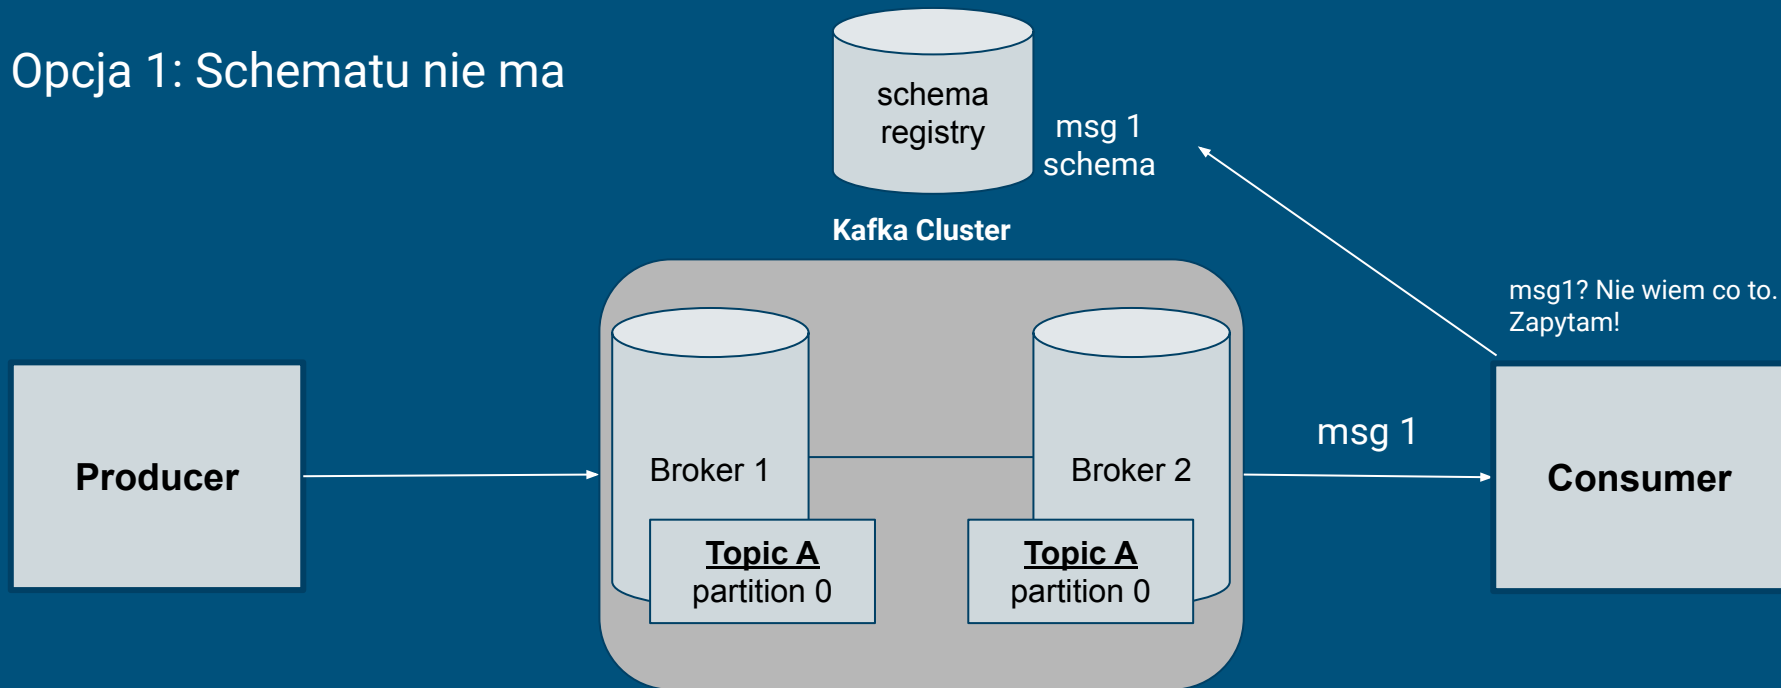 Opcja 1: Schematu nie ma
schema
registry
msg 1
schema
Kafka Cluster
msg1? Nie wiem co to.
Zapytam!
Producer
Broker 1
Broker 2
msg 1
Consumer
Topic A
partition 0
Topic A
partition 0